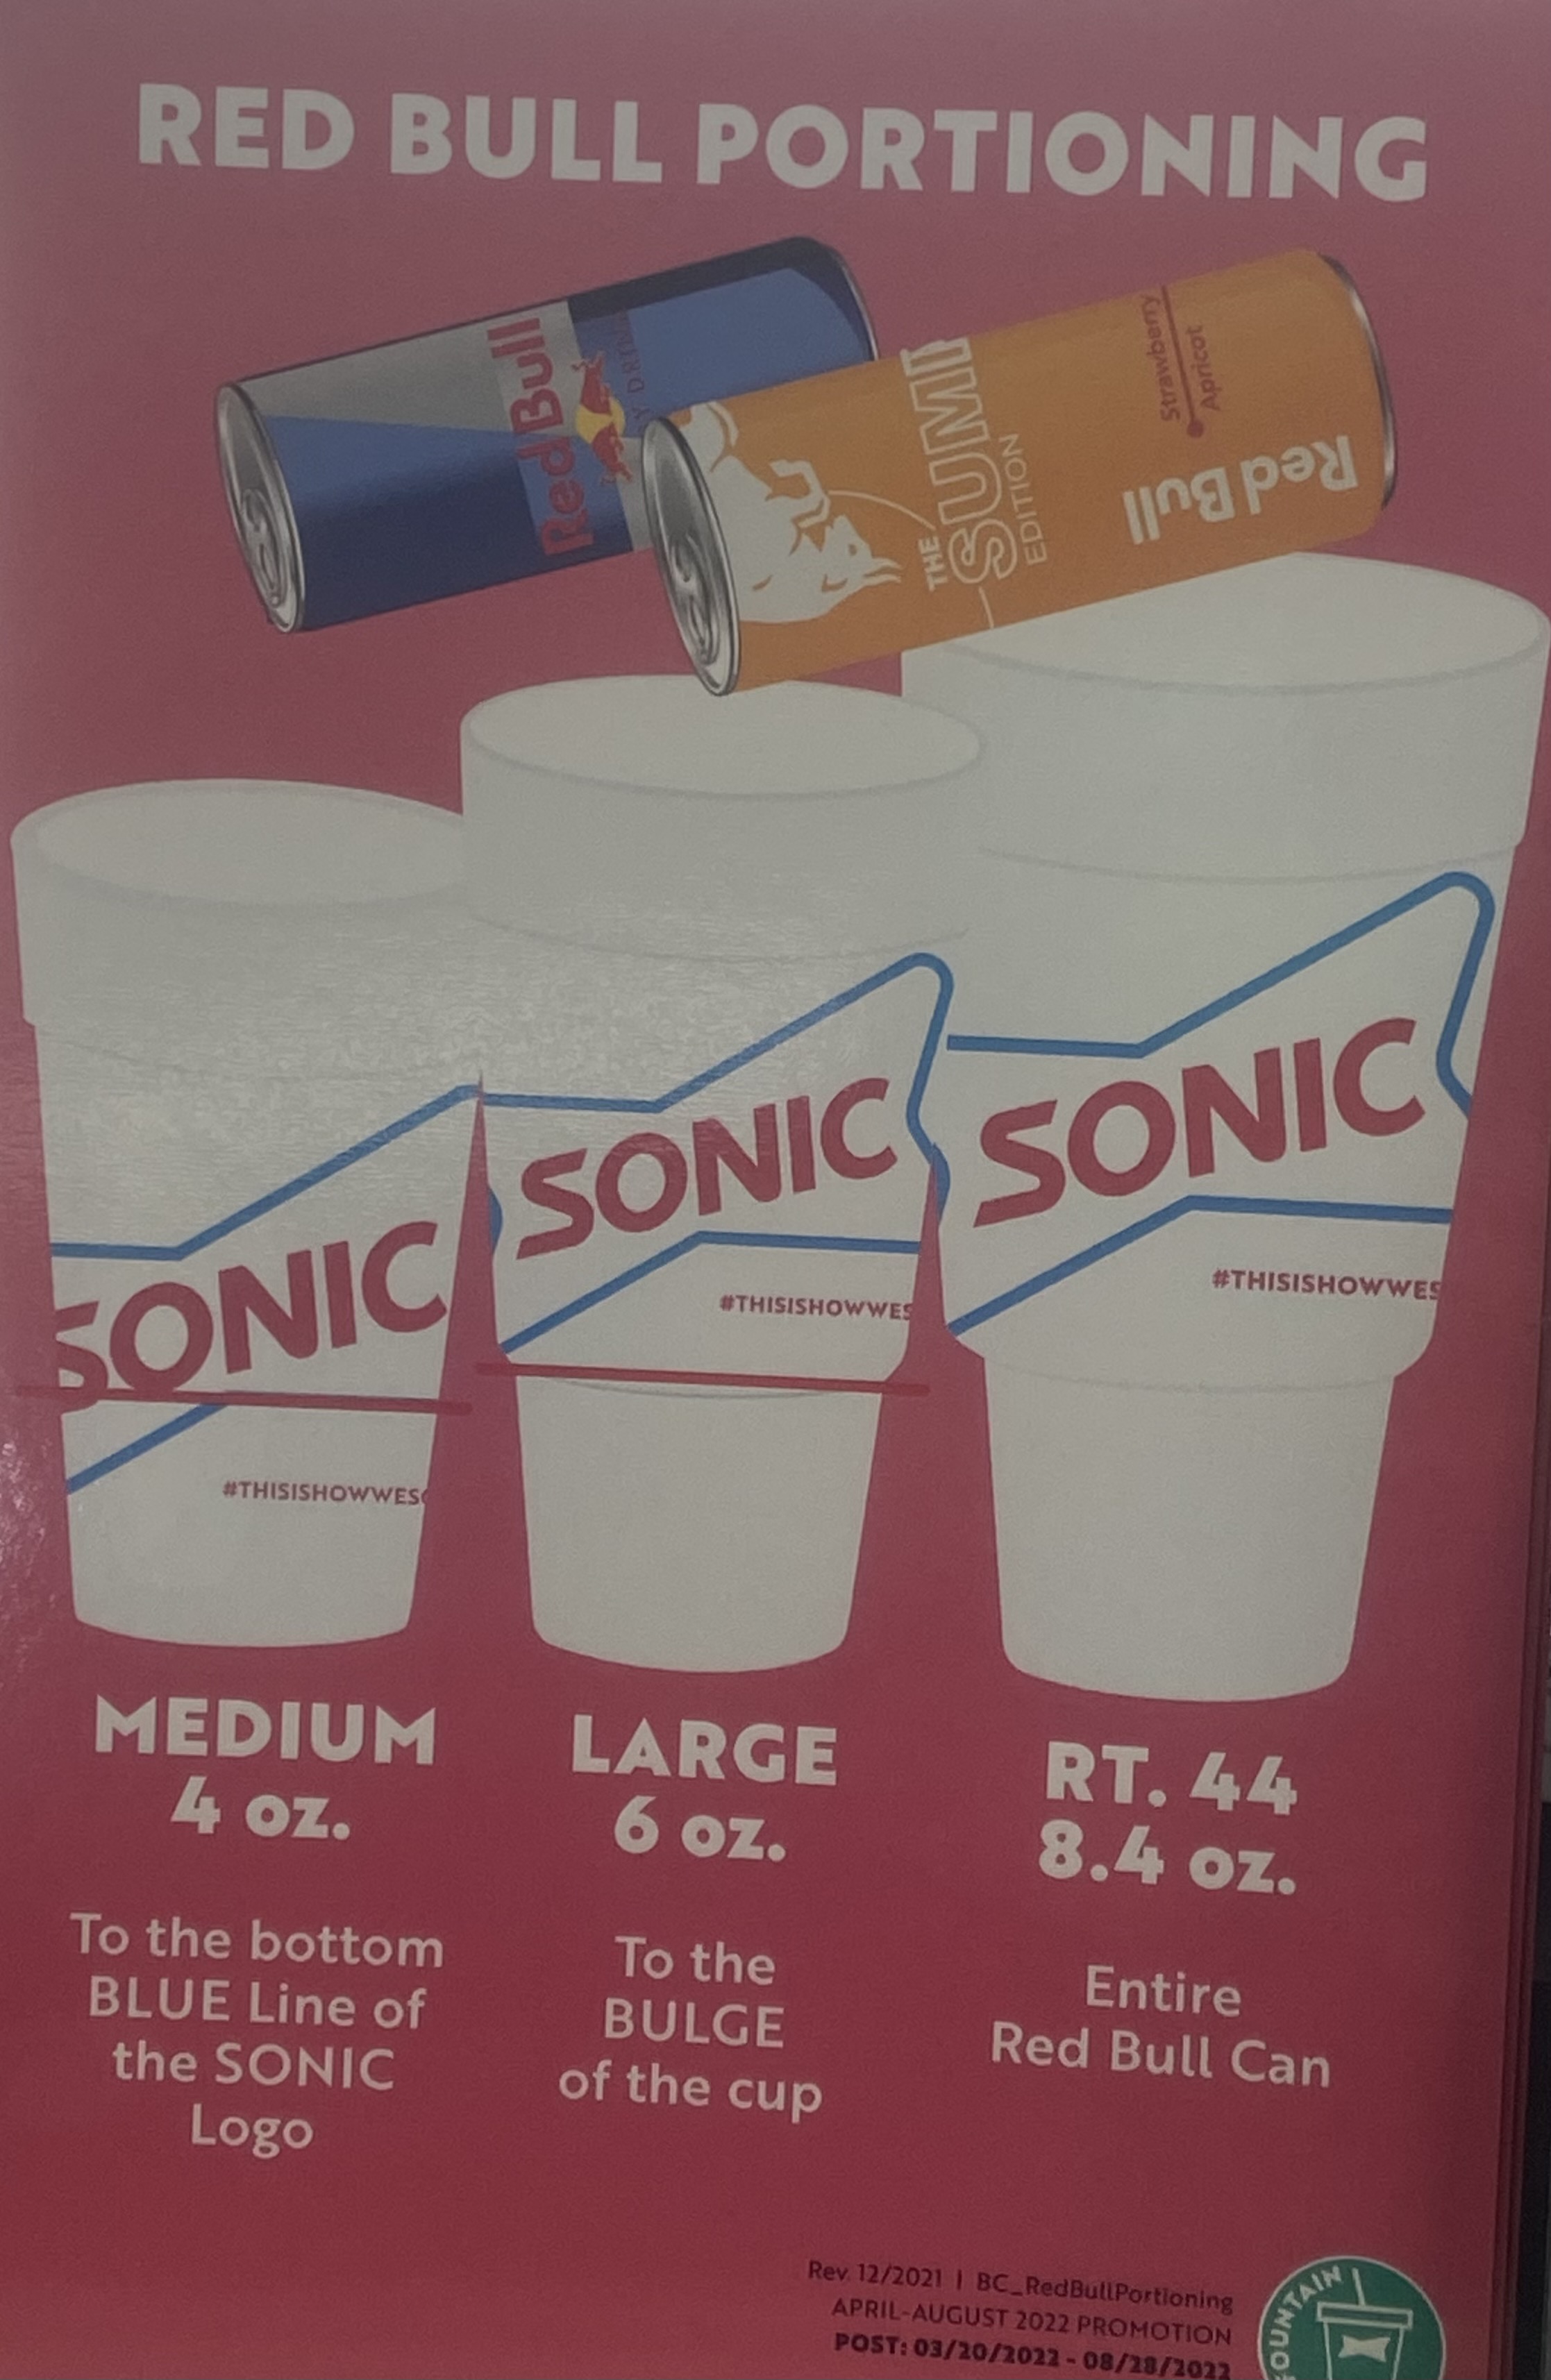 RED BULL PORTIONING
Red Bull
THE
EDITION
Strawberry
Apricot
Red Bull
SONIC
#THISISHOWWES
SONIC
#THISISHOWWES
SONIC
#THISISHOWWES
MEDIUM
4 oz.
To the bottom
BLUE Line of
the SONIC
Logo
LARGE
6 oz.
To the
BULGE
of the cup
RT. 44
8.4 oz.
Entire
Red Bull Can
Rev. 12/2021 | BC_RedBullPortioning
APRIL-AUGUST 2022 PROMOTION
POST: 03/20/2022 - 08/28/2022
OUNTAIN